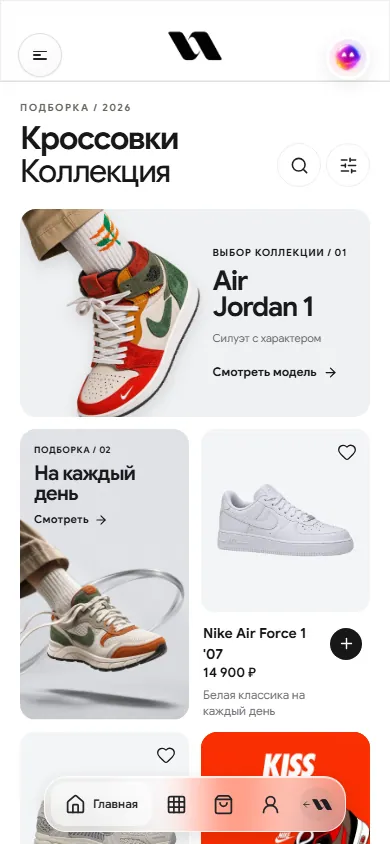 ПОДБОРКА / 2026
Кроссовки
Коллекция
ВЫБОР КОЛЛЕКЦИИ / 01
Air
Jordan 1
Силуэт с характером
Смотреть модель →
ПОДБОРКА / 02
На каждый
день
Смотреть →
Nike Air Force 1
'07
14 900 ₽
Белая классика на
каждый день
KISS
Главная